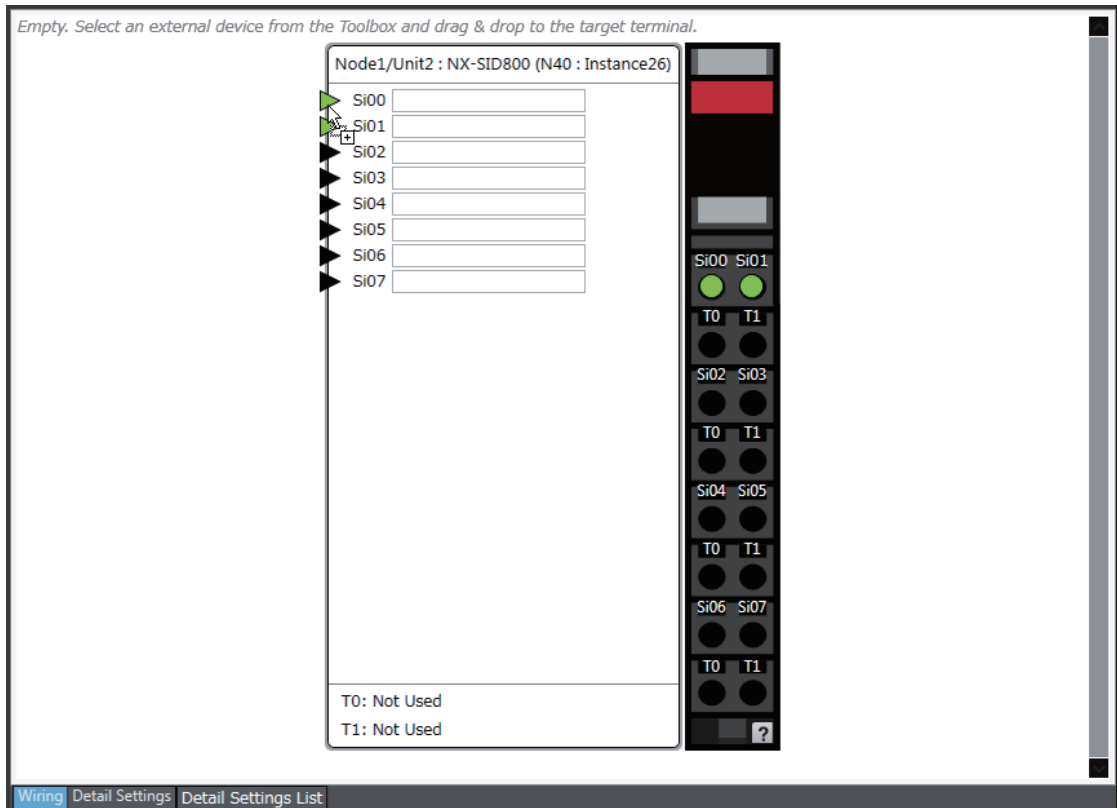 Empty. Select an external device from the Toolbox and drag & drop to the target terminal.
Node1/Unit2 : NX-SID800 (N40 : Instance26)
Si00
Si01
Si02
Si03
Si04
Si05
Si06
Si07
T0: Not Used
T1: Not Used
Si00 Si01
T0 T1
Si02 Si03
T0 T1
Si04 Si05
T0 T1
Si06 Si07
T0 T1
?
Wiring Detail Settings Detail Settings List